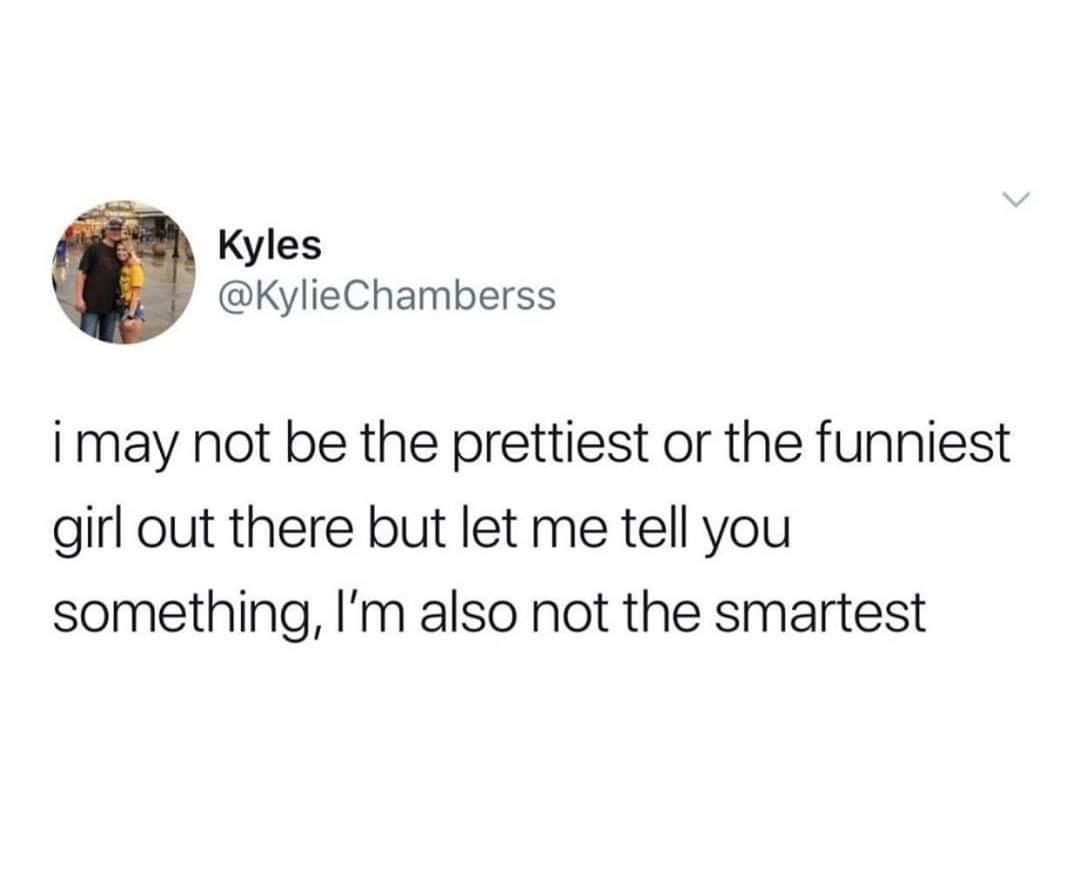 Kyles
@KylieChamberss
i may not be the prettiest or the funniest
girl out there but let me tell you
something, I'm also not the smartest